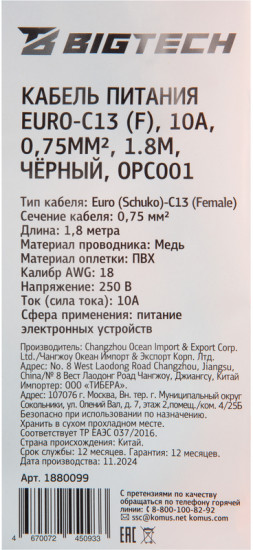 BIGTECH
КАБЕЛЬ ПИТАНИЯ
EURO-C13 (F), 10А,
0,75ММ², 1.8М,
ЧЁРНЫЙ, OPC001
Тип кабеля: Euro (Schuko)-C13 (Female)
Сечение кабеля: 0,75 мм²
Длина: 1,8 метра
Материал проводника: Медь
Материал оплетки: ПВХ
Калибр AWG: 18
Напряжение: 250 В
Ток (сила тока): 10А
Сфера применения: питание
электронных устройств
Производитель: Changzhou Ocean Import & Export Corp.
Ltd./Чангжоу Океан Импорт & Экспорт Корп. Лтд.
Адрес: No. 8 West Laodong Road Changzhou, Jiangsu,
China/№ 8 Вест Лаодонг Роад Чангжоу, Джиангсу, Китай
Импортер: ООО «ТИБЕРА».
Адрес: 107076 г. Москва, вн. тер. г. Муниципальный округ
Сокольники, ул. Олений Вал, д. 7, этаж 2,помещ./ком. 4/25Б
Безопасно при использовании по назначению.
Хранить в сухом прохладном месте.
Соответствует ТР ЕАЭС 037/2016.
Страна происхождения: Китай.
Срок службы: 12 месяцев. Гарантия: 12 месяцев.
Дата производства: 11.2024
Арт. 1880099
С претензиями по качеству
обращаться по телефону горячей
линии: 8-800-100-82-92
ssc@komus.net komus.com
4 670072 450933